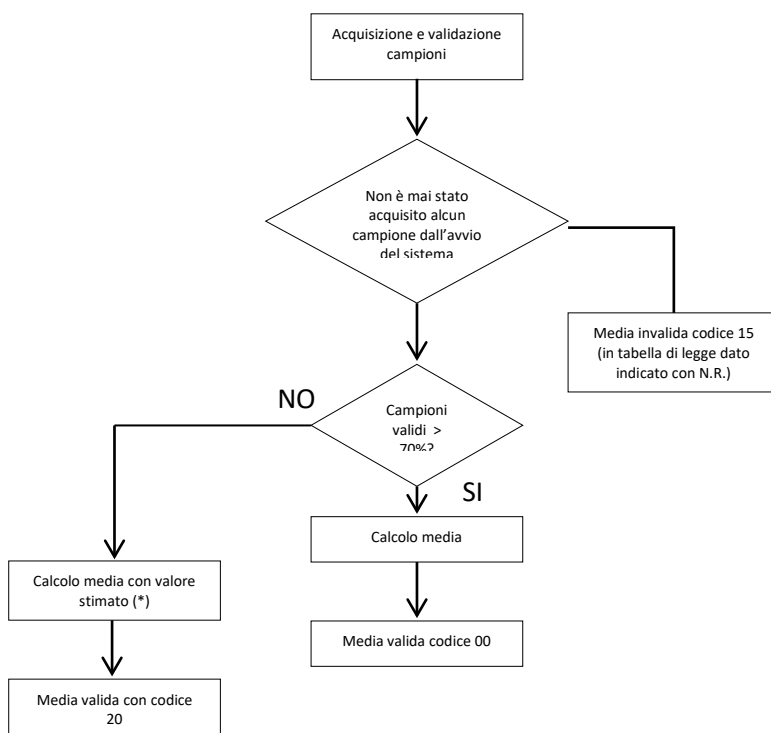 Acquisizione e validazione
campioni
Non è mai stato
acquisito alcun
campione dall'avvio
del sistema
Media invalida codice 15
(in tabella di legge dato
indicato con N.R.)
NO
Campioni
validi >
70%?
SI
Calcolo media
Calcolo media con valore
stimato (*)
Media valida codice 00
Media valida con codice
20